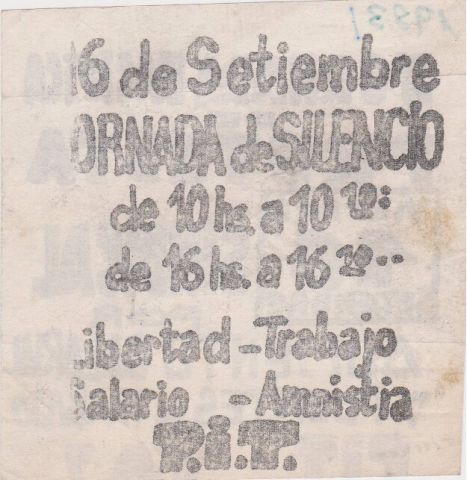 1983
16 de Setiembre
JORNADA de SILENCIO
de 10 hs. a 10 10:
de 16 hs. a 16 10..
Libertad - Trabajo
Salario - Amnistia
P.i.T.